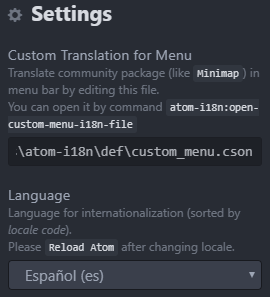 Settings
Custom Translation for Menu
Translate community package (like Minimap) in
menu bar by editing this file.
You can open it by command atom-i18n:open-
custom-menu-i18n-file
.\atom-i18n\def\custom_menu.cson
Language
Language for internationalization (sorted by
locale code).
Please Reload Atom after changing locale.
Español (es)